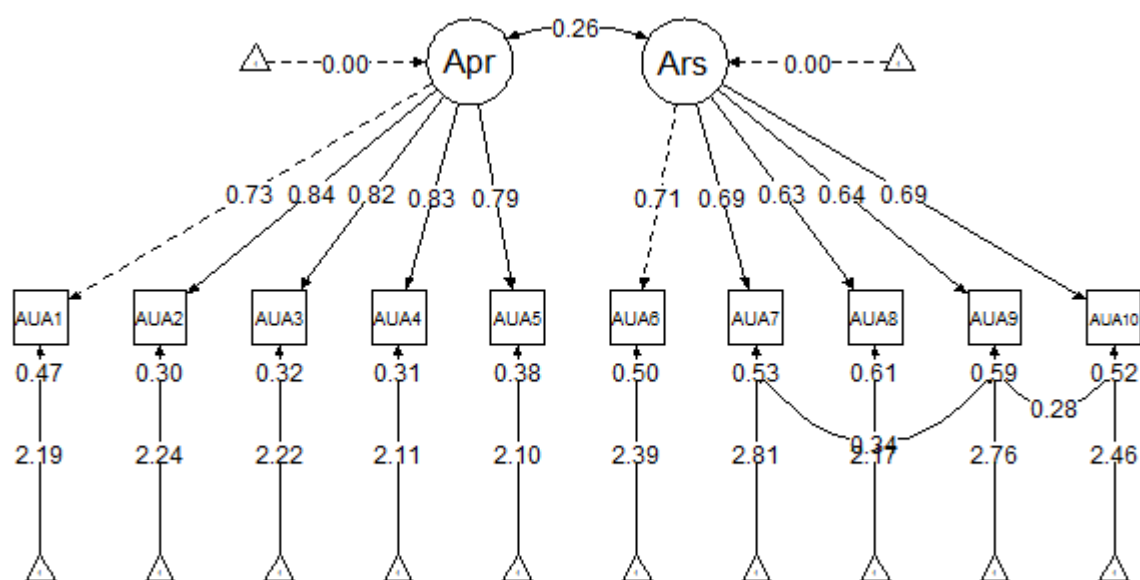 0.26
Apr Ars
0.00 0.00
0.73 0.84 0.82 0.83 0.79 0.71 0.69 0.63 0.64 0.69
AUA1 AUA2 AUA3 AUA4 AUA5 AUA6 AUA7 AUA8 AUA9 AUA10
0.47 0.30 0.32 0.31 0.38 0.50 0.53 0.61 0.59 0.52
0.28
0.34
2.19 2.24 2.22 2.11 2.10 2.39 2.81 2.76 2.46